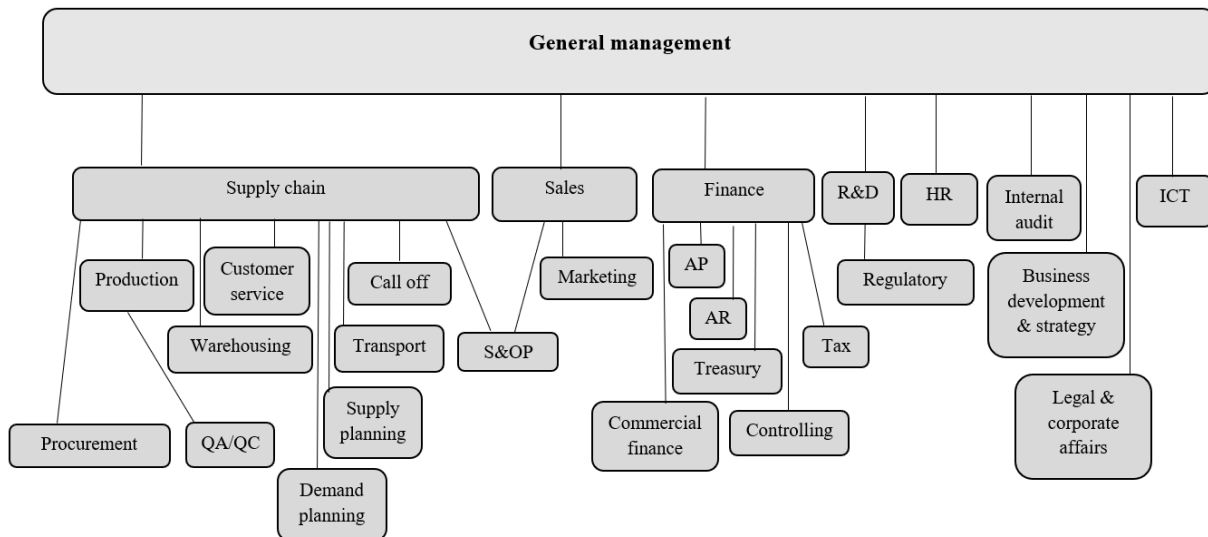 General management
Supply chain
Sales
Finance
R&D
HR
Internal
audit
ICT
Production
Customer
service
Call off
Marketing
AP
Regulatory
Business
development
& strategy
Warehousing
Transport
S&OP
AR
Tax
Treasury
Procurement
QA/QC
Supply
planning
Commercial
finance
Controlling
Legal &
corporate
affairs
Demand
planning